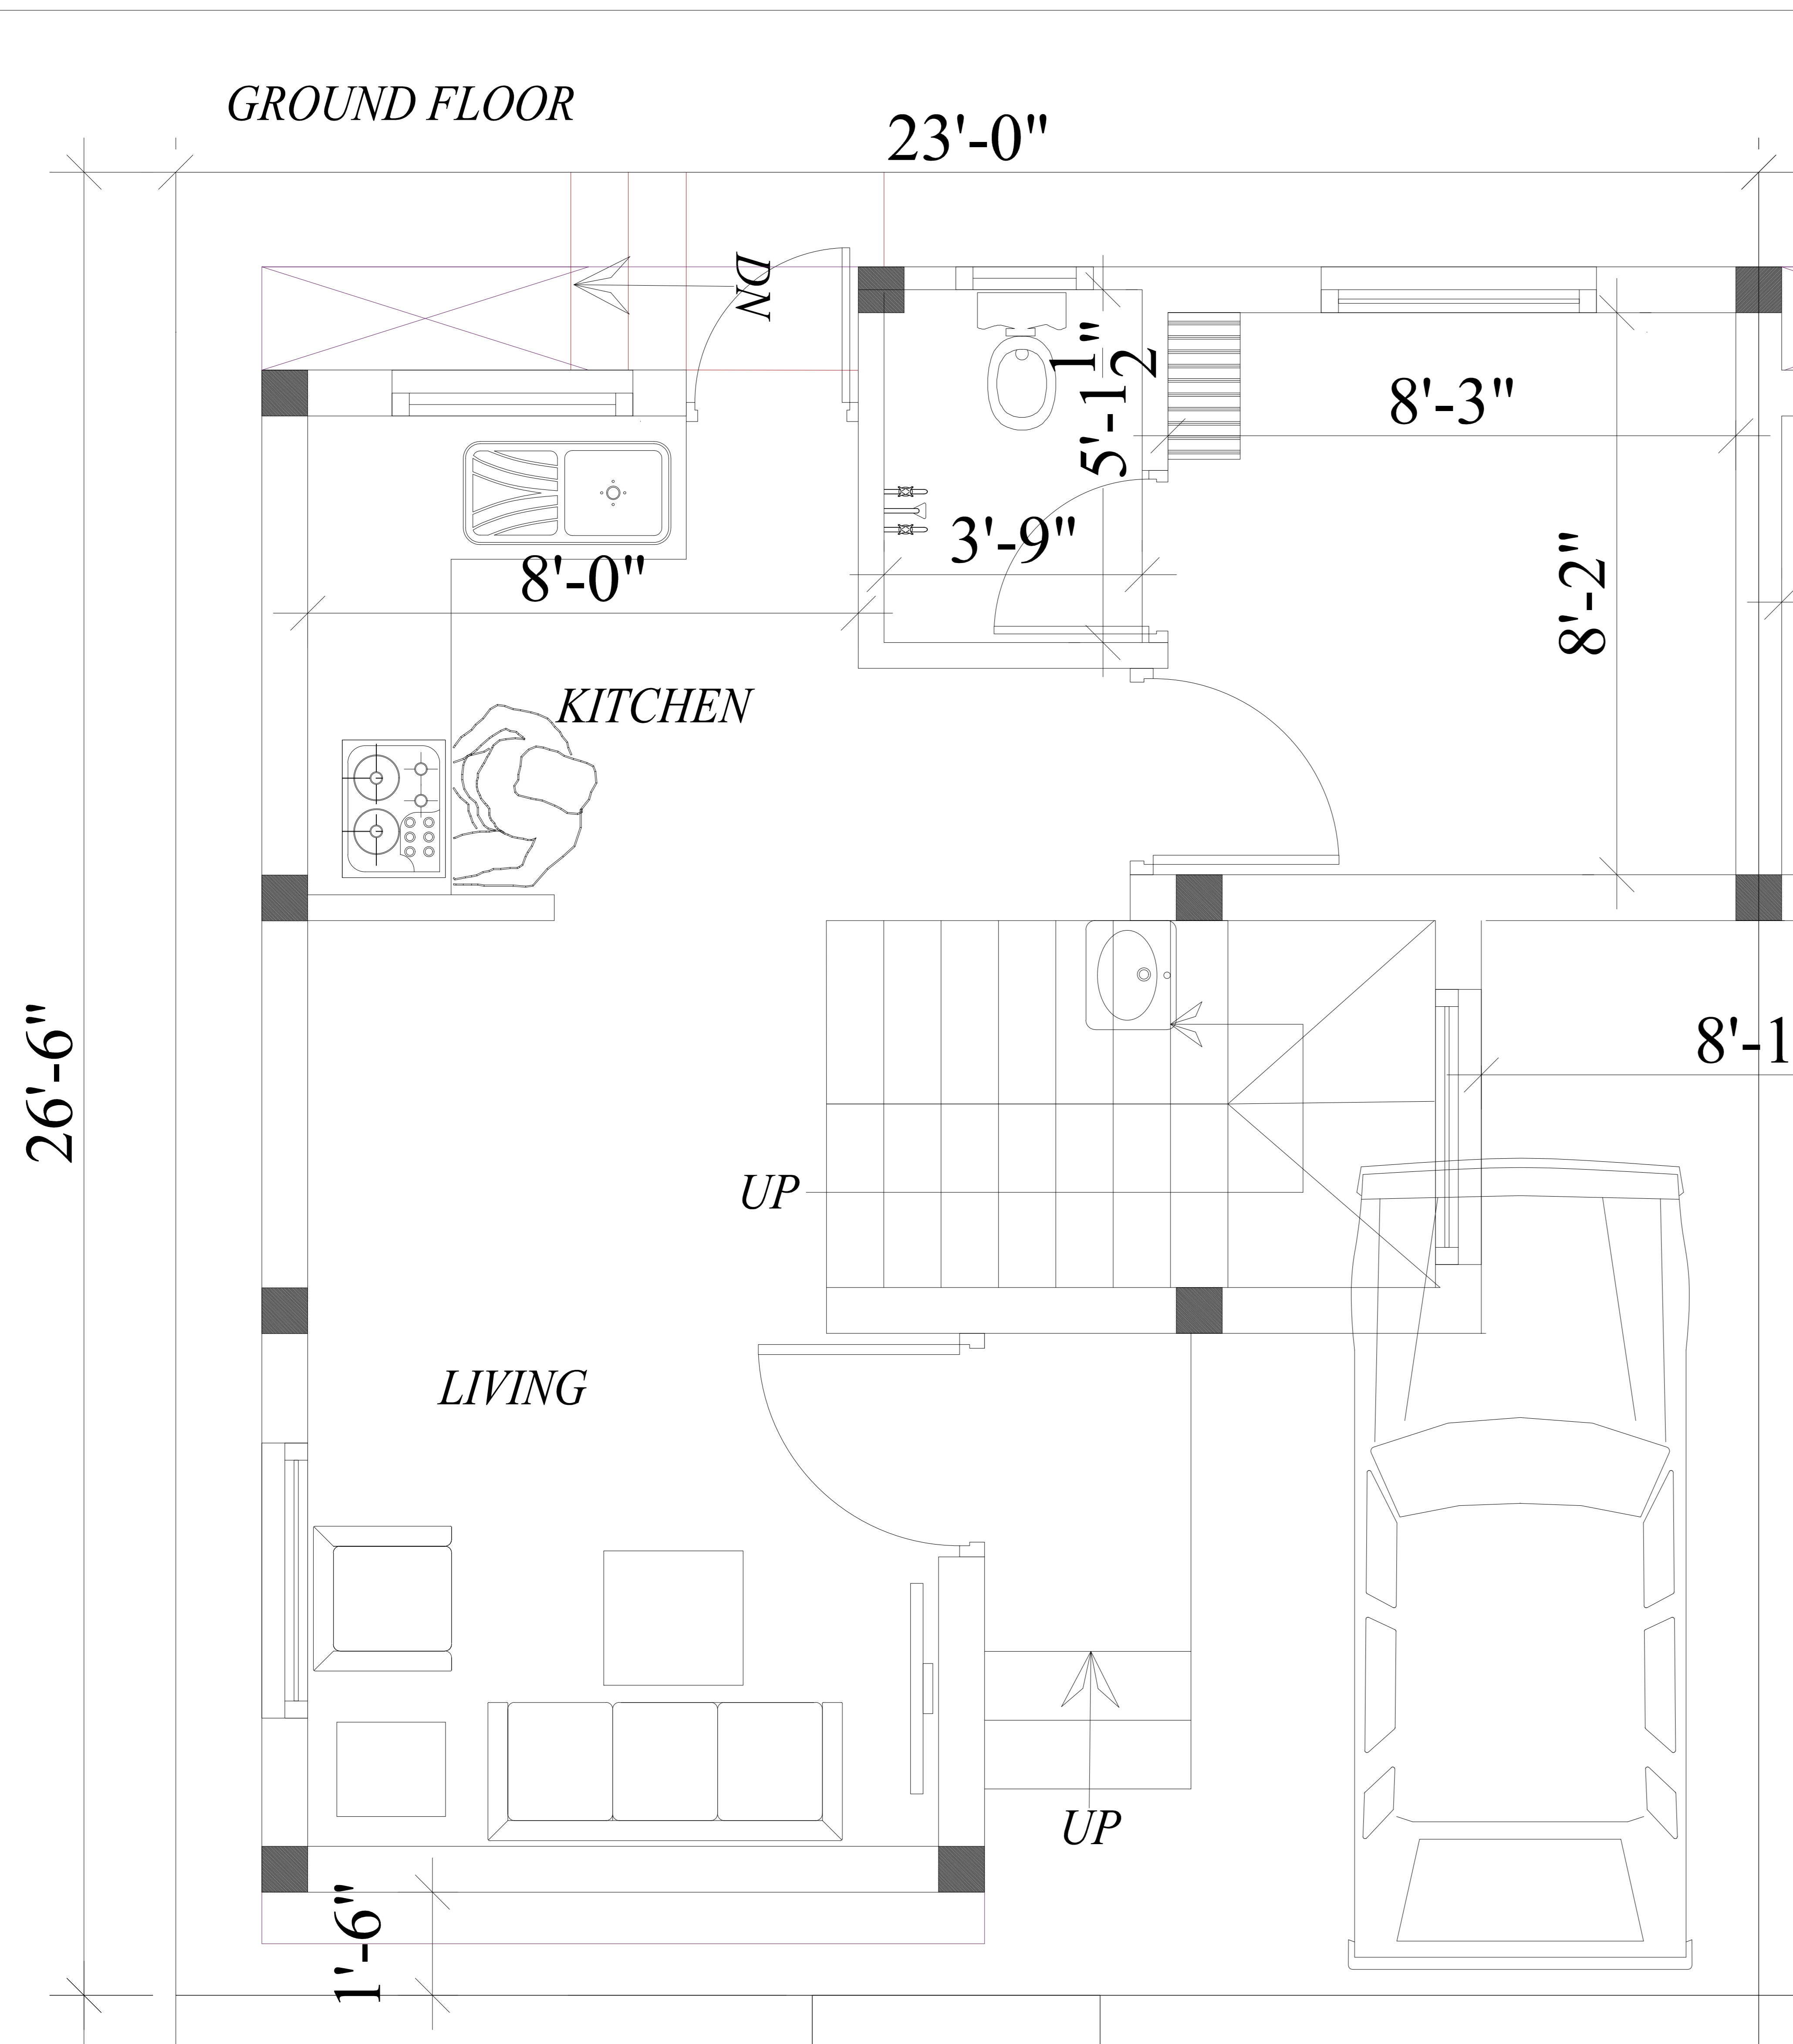 GROUND FLOOR
23'-0"
DN
5'-1 1/2"
8'-3"
3'-9"
8'-0"
8'-2"
KITCHEN
26'-6"
8'-1
UP
LIVING
UP
1'-6"